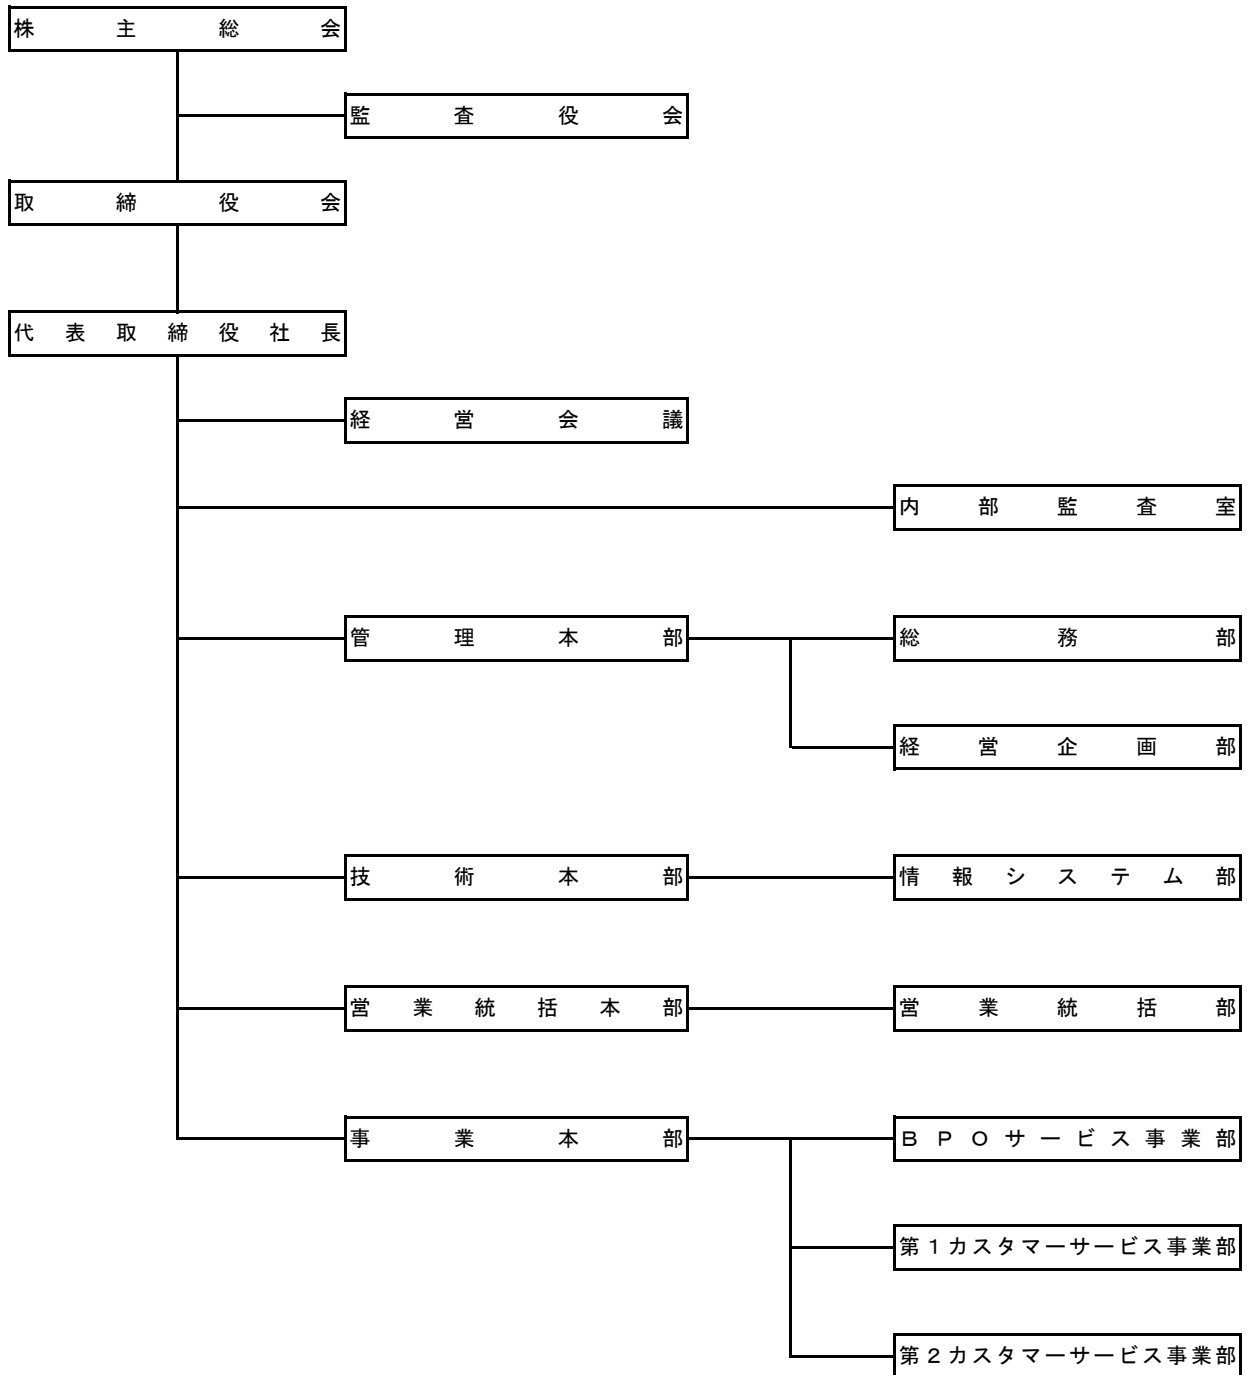 株主総会
監査役会
取締役会
代表取締役社長
経営会議
内部監査室
管理本部
総務部
経営企画部
技術本部
情報システム部
営業統括本部
営業統括部
事業本部
ＢＰＯサービス事業部
第１カスタマーサービス事業部
第２カスタマーサービス事業部